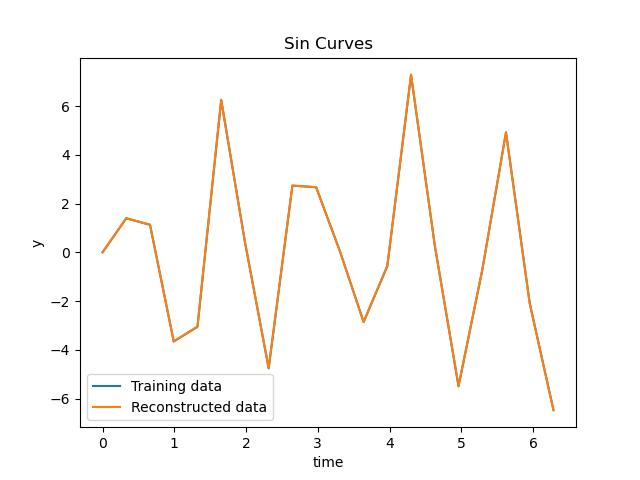 Sin Curves
y
6
4
2
0
−2
−4
−6
Training data
Reconstructed data
0 1 2 3 4 5 6
time